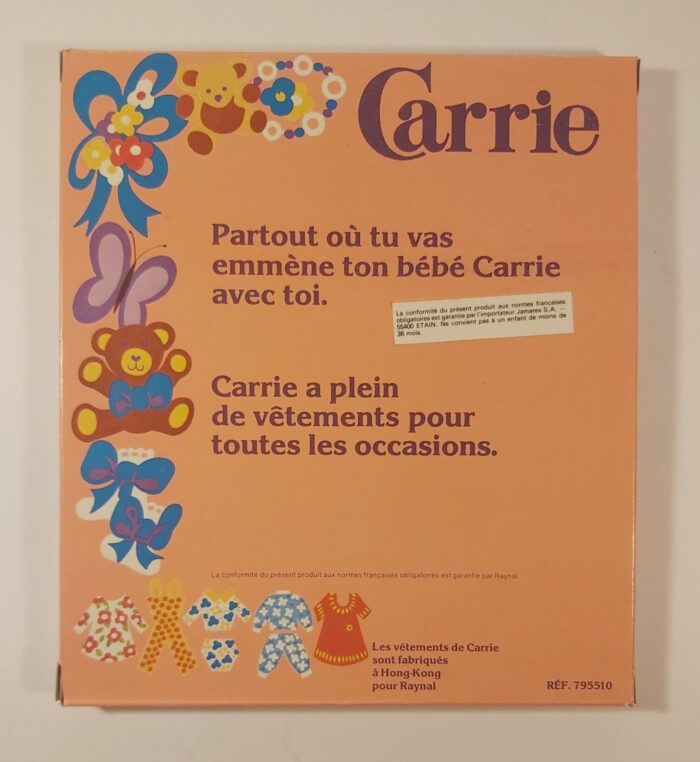 Carrie
Partout où tu vas
emmène ton bébé Carrie
avec toi.
La conformité du présent produit aux normes françaises
obligatoires est garantie par l'importateur Jamarex S.A. —
55400 ETAIN. Ne convient pas à un enfant de moins de
36 mois.
Carrie a plein
de vêtements pour
toutes les occasions.
La conformité du présent produit aux normes françaises obligatoires est garantie par Raynal
Les vêtements de Carrie
sont fabriqués
à Hong-Kong
pour Raynal
RÉF. 795510